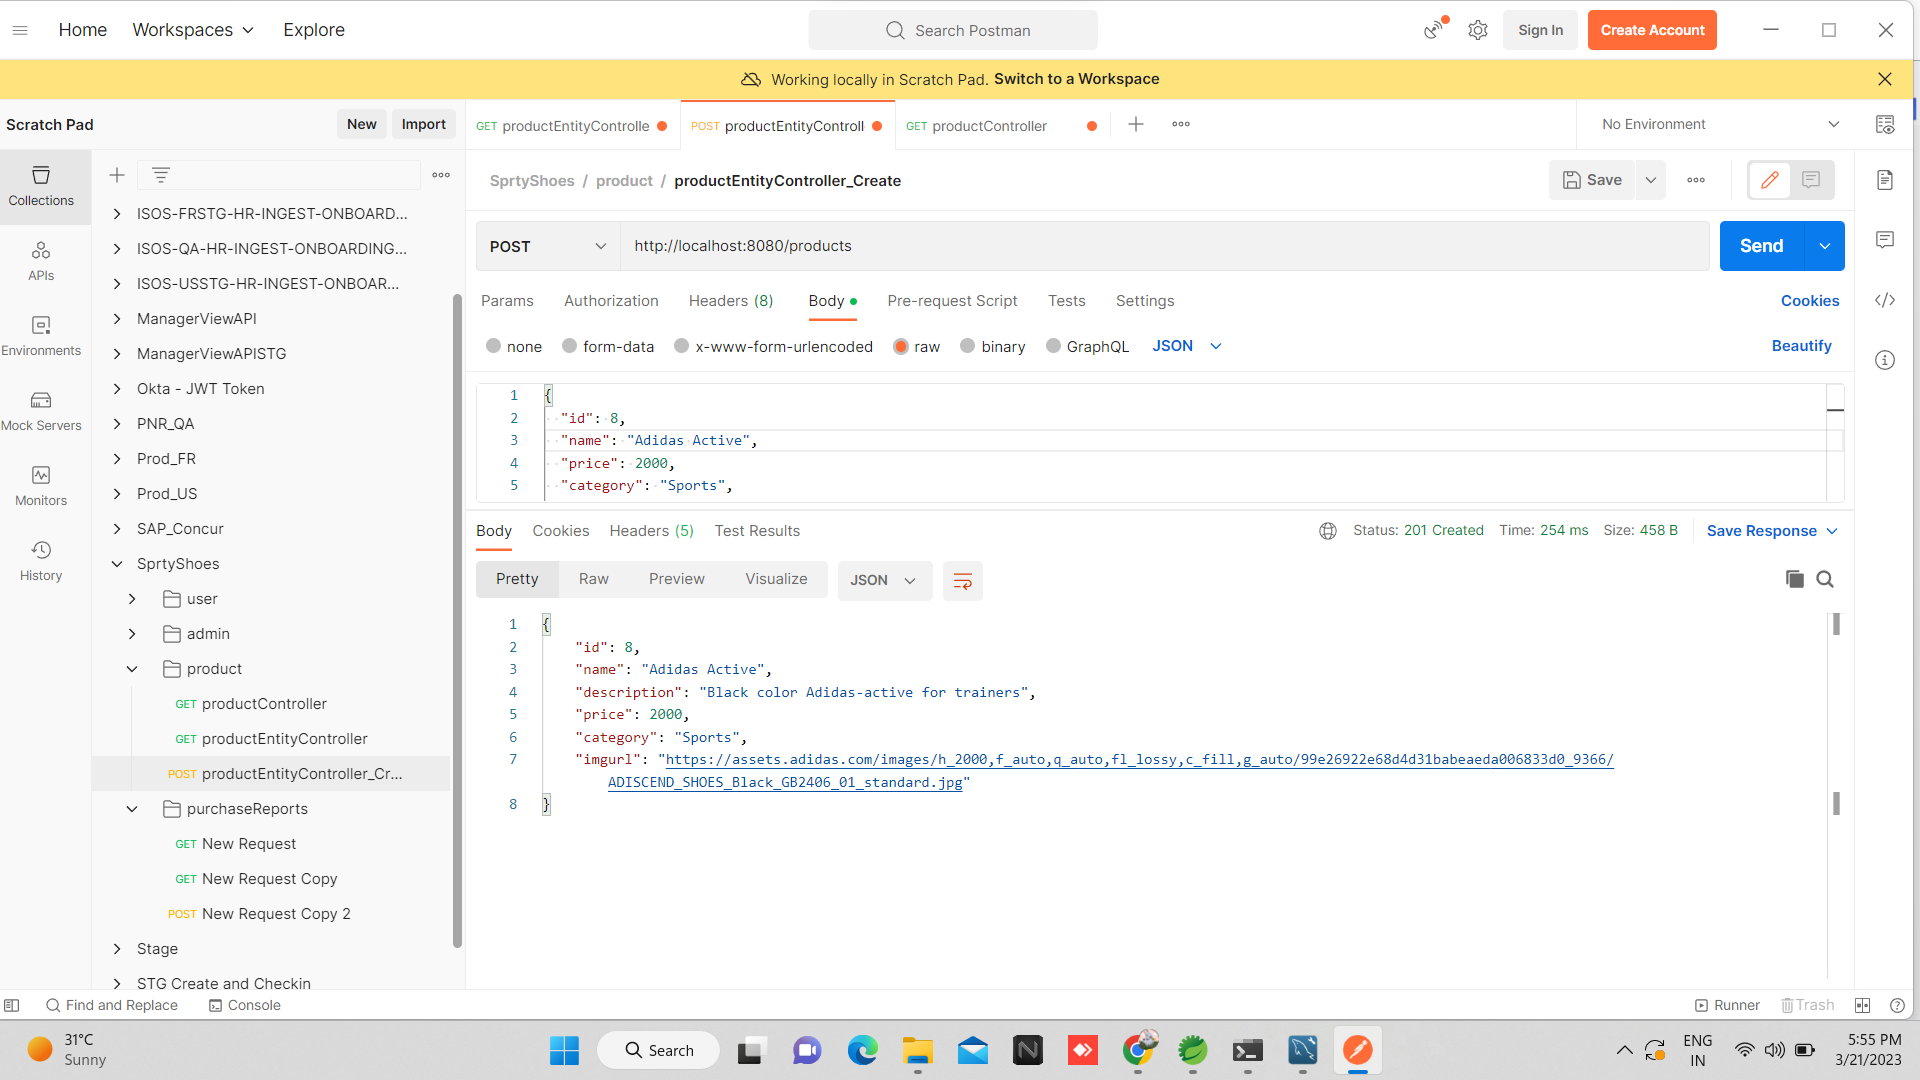 Home
Workspaces
Explore
Search Postman
Sign In
Create Account
Working locally in Scratch Pad. Switch to a Workspace
Scratch Pad
New
Import
GET productEntityControlle
POST productEntityControll
GET productController
No Environment
Collections
APIs
Environments
Mock Servers
Monitors
History
ISOS-FRSTG-HR-INGEST-ONBOARD...
ISOS-QA-HR-INGEST-ONBOARDING...
ISOS-USSTG-HR-INGEST-ONBOAR...
ManagerViewAPI
ManagerViewAPISTG
Okta - JWT Token
PNR_QA
Prod_FR
Prod_US
SAP_Concur
SprtyShoes
user
admin
product
GET productController
GET productEntityController
POST productEntityController_Cr...
purchaseReports
GET New Request
GET New Request Copy
POST New Request Copy 2
Stage
STG Create and Checkin
SprtyShoes / product / productEntityController_Create
Save
POST
http://localhost:8080/products
Send
Params
Authorization
Headers (8)
Body
Pre-request Script
Tests
Settings
Cookies
none
form-data
x-www-form-urlencoded
raw
binary
GraphQL
JSON
Beautify
1 {
2 "id": 8,
3 "name": "Adidas Active",
4 "price": 2000,
5 "category": "Sports",
Body
Cookies
Headers (5)
Test Results
Status: 201 Created
Time: 254 ms
Size: 458 B
Save Response
Pretty
Raw
Preview
Visualize
JSON
1 {
2 "id": 8,
3 "name": "Adidas Active",
4 "description": "Black color Adidas-active for trainers",
5 "price": 2000,
6 "category": "Sports",
7 "imgurl": "https://assets.adidas.com/images/h_2000,f_auto,q_auto,fl_lossy,c_fill,g_auto/99e26922e68d4d31babeaeda006833d0_9366/
ADISCEND_SHOES_Black_GB2406_01_standard.jpg"
8 }
Find and Replace
Console
Runner
Trash
31°C
Sunny
Search
ENG
IN
5:55 PM
3/21/2023